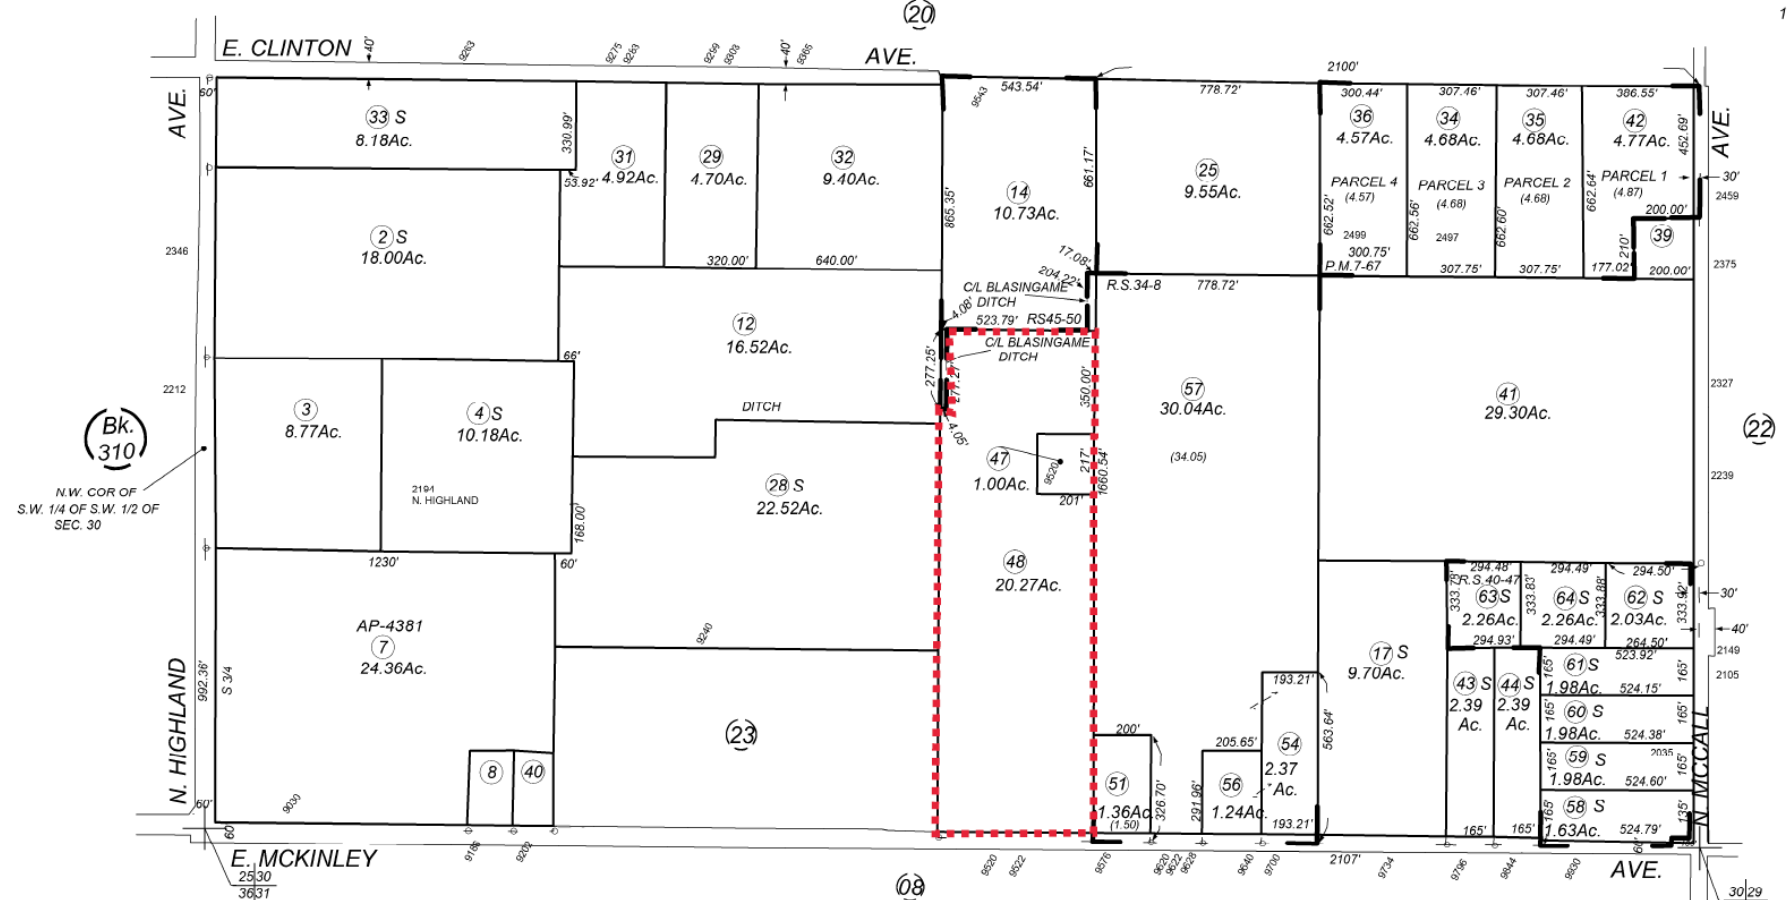 20
1
E. CLINTON
AVE.
40'
9263
9275
9283
9299
9303
40'
9365
2100'
60'
AVE.
33 S
8.18Ac.
330.99'
53.92'
31
4.92Ac.
29
4.70Ac.
32
9.40Ac.
320.00'
640.00'
9543
543.54'
14
10.73Ac.
865.35'
661.17'
778.72'
25
9.55Ac.
300.44'
36
4.57Ac.
PARCEL 4
(4.57)
662.52'
2499
300.75'
P.M.7-67
307.46'
34
4.68Ac.
PARCEL 3
(4.68)
662.56'
2497
307.75'
307.46'
35
4.68Ac.
PARCEL 2
(4.68)
662.60'
307.75'
386.55'
42
4.77Ac.
PARCEL 1
(4.87)
662.64'
452.69'
200.00'
39
210'
177.02'
200.00'
AVE.
30'
2459
2375
2346
2 S
18.00Ac.
17.08'
204.22'
C/L BLASINGAME
DITCH
4.08'
523.79'
RS45-50
R.S.34-8
778.72'
12
16.52Ac.
C/L BLASINGAME
DITCH
277.25'
277.27'
350.00'
66'
2212
3
8.77Ac.
4 S
10.18Ac.
2194
N. HIGHLAND
DITCH
4.05'
57
30.04Ac.
(34.05)
41
29.30Ac.
2327
22
2239
Bk.
310
N.W. COR OF
S.W. 1/4 OF S.W. 1/2 OF
SEC. 30
28 S
22.52Ac.
168.00'
47
1.00Ac.
9520
217'
1660.54'
201'
1230'
60'
48
20.27Ac.
294.48'
R.S.40-47
333.78'
63 S
2.26Ac.
294.93'
294.49'
333.83'
64 S
2.26Ac.
294.49'
294.50'
333.88'
62 S
2.03Ac.
264.50'
333.92'
30'
40'
2149
2105
AP-4381
7
24.36Ac.
9240
992.36'
S 3/4
N. HIGHLAND
17 S
9.70Ac.
43 S
2.39
Ac.
44 S
2.39
Ac.
523.92'
165'
61 S
1.98Ac.
524.15'
165'
165'
60 S
1.98Ac.
524.38'
165'
2035
165'
59 S
1.98Ac.
524.60'
165'
165'
58 S
1.63Ac.
524.79'
135'
N. MCCALL
23
193.21'
54
2.37
Ac.
563.64'
193.21'
200'
51
1.36Ac.
(1.50)
326.70'
205.65'
56
1.24Ac.
291.96'
8
40
9030
60'
60'
165'
165'
60'
E. MCKINLEY
AVE.
9186
9202
9520
9522
9576
9620
9622
9628
9640
9700
2107'
9734
9796
9844
9930
08
25 30
36 31
30 29